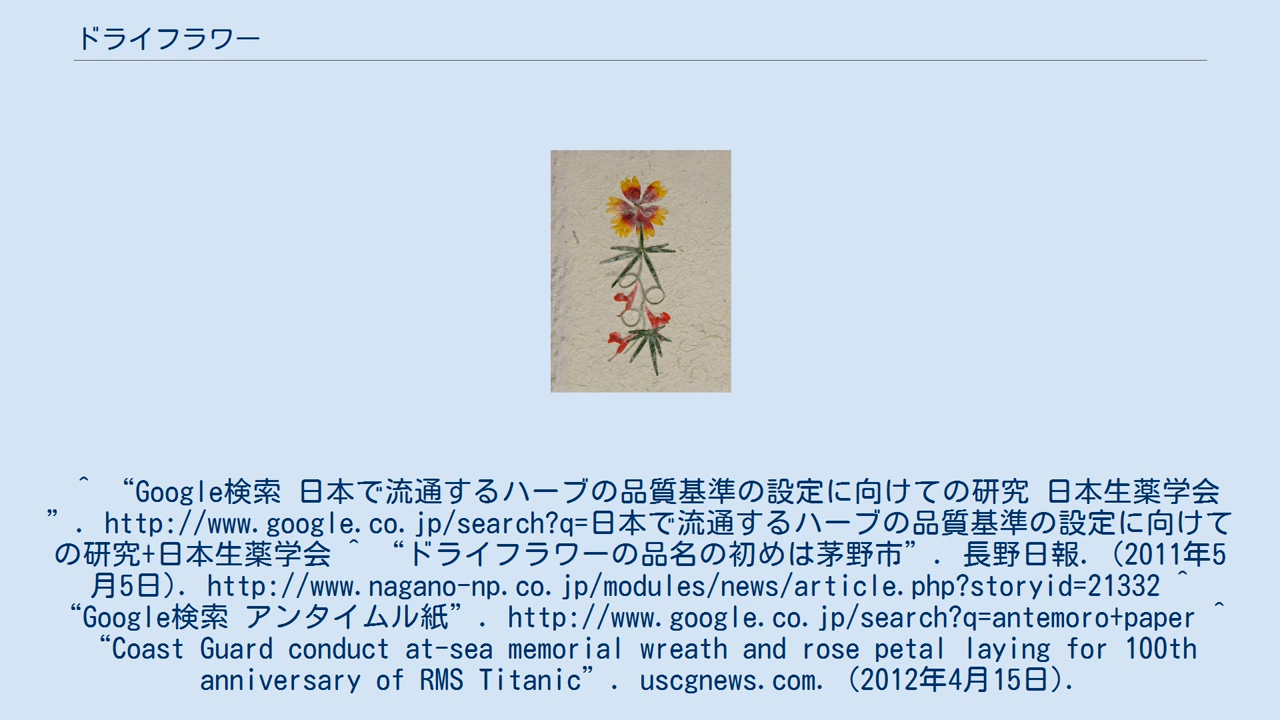 ドライフラワー
^ “Google検索 日本で流通するハーブの品質基準の設定に向けての研究 日本生薬学会
”. http://www.google.co.jp/search?q=日本で流通するハーブの品質基準の設定に向けて
の研究+日本生薬学会 ^ “ドライフラワーの品名の初めは茅野市”. 長野日報. (2011年5
月5日). http://www.nagano-np.co.jp/modules/news/article.php?storyid=21332 ^
“Google検索 アンタイムル紙”. http://www.google.co.jp/search?q=antemoro+paper ^
“Coast Guard conduct at-sea memorial wreath and rose petal laying for 100th
anniversary of RMS Titanic”. uscgnews.com. (2012年4月15日).